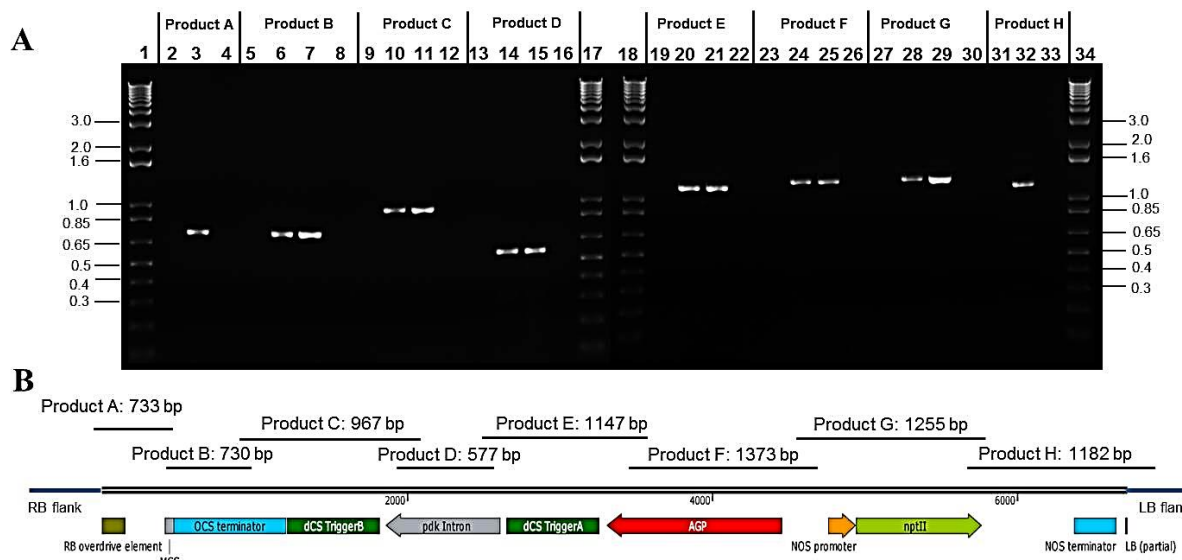 A
Product A Product B Product C Product D Product E Product F Product G Product H
1 2 3 4 5 6 7 8 9 10 11 12 13 14 15 16 17 18 19 20 21 22 23 24 25 26 27 28 29 30 31 32 33 34
3.0 3.0
2.0 2.0
1.6 1.6
1.0 1.0
0.85 0.85
0.65 0.65
0.5 0.5
0.4 0.4
0.3 0.3
B
Product A: 733 bp
Product C: 967 bp Product E: 1147 bp Product G: 1255 bp
Product B: 730 bp Product D: 577 bp Product F: 1373 bp Product H: 1182 bp
RB flank 2000 4000 6000 LB flan
OCS terminator dCS TriggerB pdk Intron dCS TriggerA AGP nptII
RB overdrive element NOS promoter NOS terminator LB (partial)